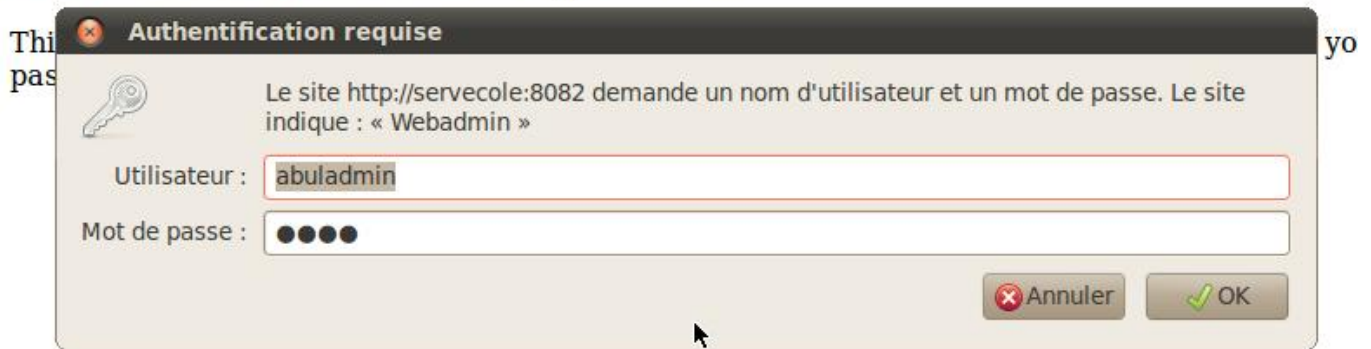 Authentification requise
Thi
yo
pas
Le site http://servecole:8082 demande un nom d'utilisateur et un mot de passe. Le site
indique : « Webadmin »
Utilisateur : abuladmin
Mot de passe : ●●●●
Annuler OK